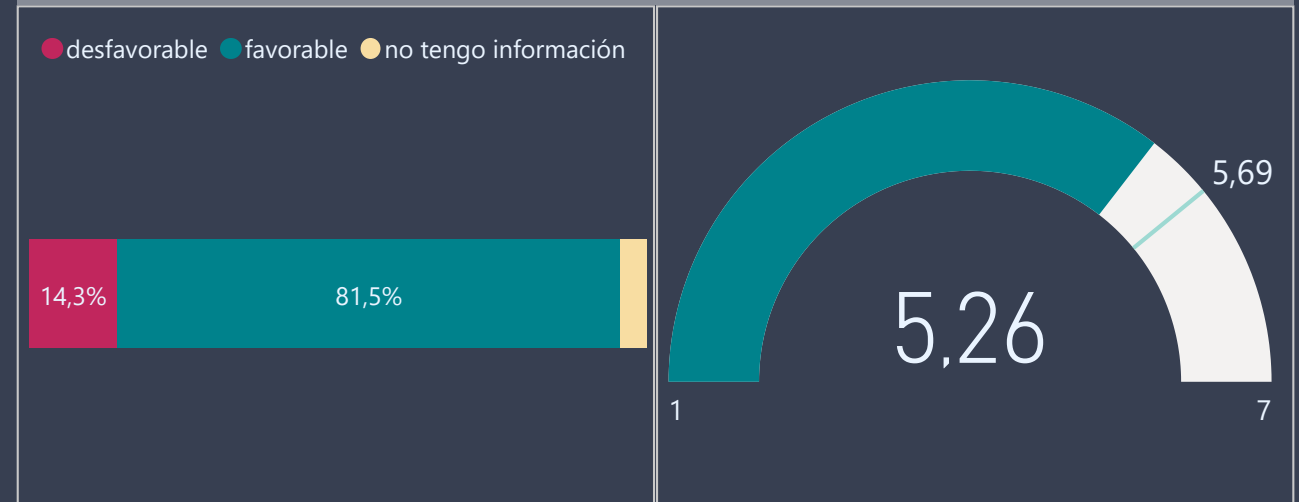 desfavorable favorable no tengo información
14,3% 81,5%
5,69
5,26
1 7